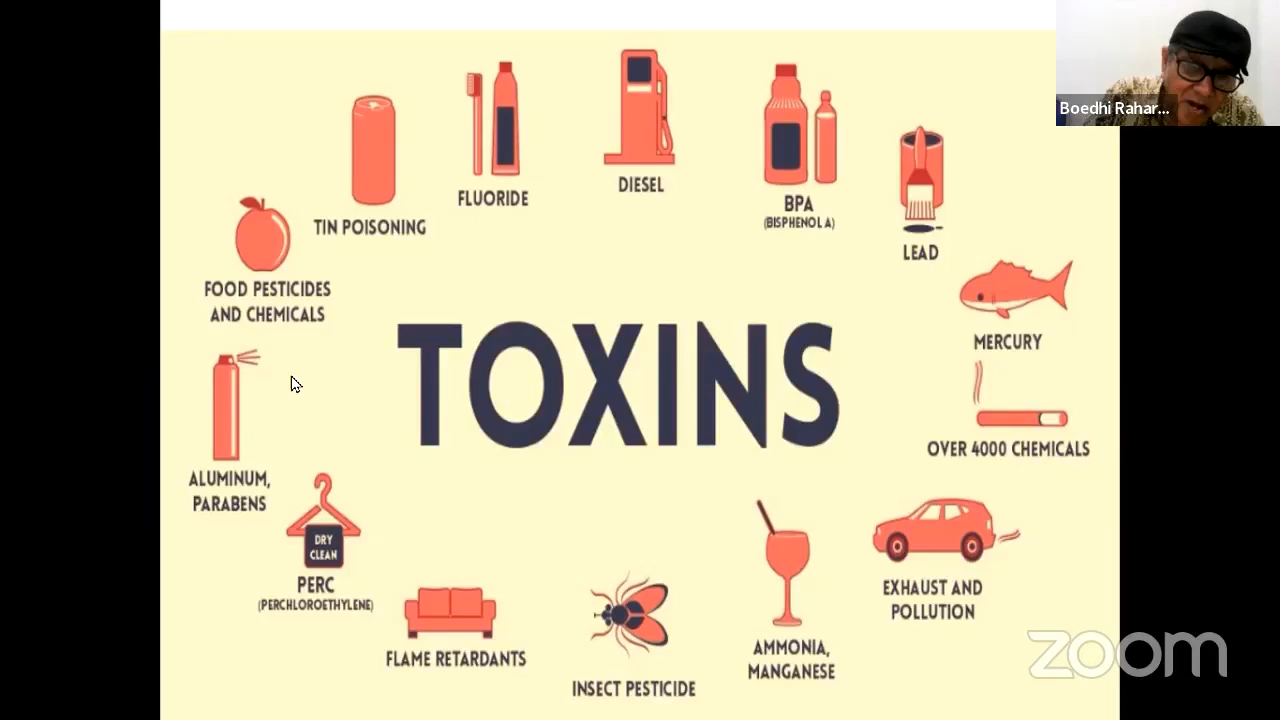 Boedhi Rahar...
DIESEL
FLUORIDE
BPA
(BISPHENOL A)
TIN POISONING
LEAD
FOOD PESTICIDES
AND CHEMICALS
MERCURY
TOXINS
OVER 4000 CHEMICALS
ALUMINUM,
PARABENS
DRY
CLEAN
PERC
(PERCHLOROETHYLENE)
EXHAUST AND
POLLUTION
FLAME RETARDANTS
INSECT PESTICIDE
AMMONIA,
MANGANESE
zoom